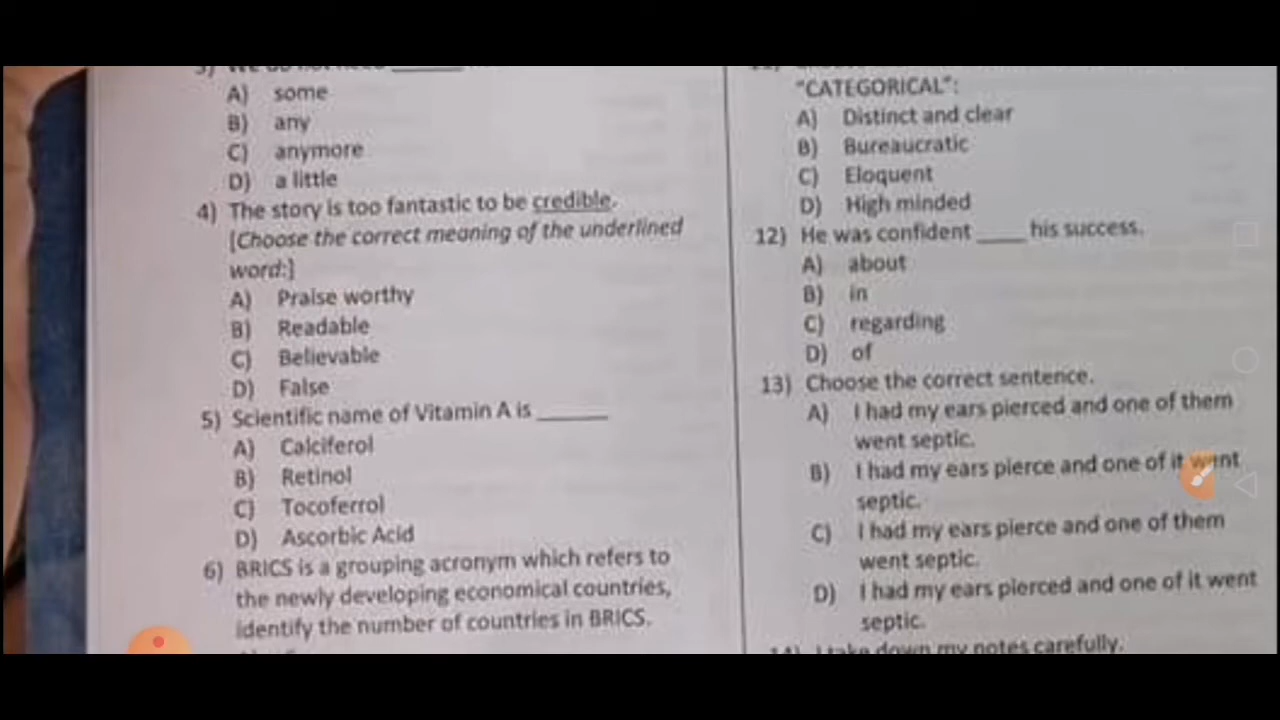 A) some
B) any
C) anymore
D) a little
4) The story is too fantastic to be credible.
[Choose the correct meaning of the underlined
word:]
A) Praise worthy
B) Readable
C) Believable
D) False
5) Scientific name of Vitamin A is ______
A) Calciferol
B) Retinol
C) Tocoferrol
D) Ascorbic Acid
6) BRICS is a grouping acronym which refers to
the newly developing economical countries,
identify the number of countries in BRICS.
"CATEGORICAL":
A) Distinct and clear
B) Bureaucratic
C) Eloquent
D) High minded
12) He was confident ____ his success.
A) about
B) in
C) regarding
D) of
13) Choose the correct sentence.
A) I had my ears pierced and one of them
went septic.
B) I had my ears pierce and one of it went
septic.
C) I had my ears pierce and one of them
went septic.
D) I had my ears pierced and one of it went
septic.
14) I take down my notes carefully.